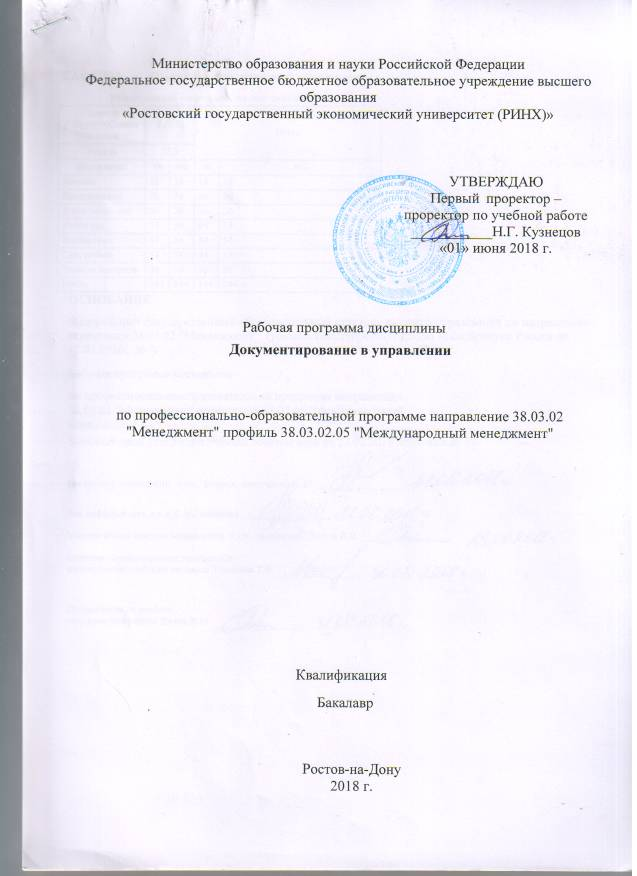 Министерство образования и науки Российской Федерации
Федеральное государственное бюджетное образовательное учреждение высшего
образования
«Ростовский государственный экономический университет (РИНХ)»
УТВЕРЖДАЮ
Первый проректор –
проректор по учебной работе
Н.Г. Кузнецов
«01» июня 2018 г.
Рабочая программа дисциплины
Документирование в управлении
по профессионально-образовательной программе направление 38.03.02
"Менеджмент" профиль 38.03.02.05 "Международный менеджмент"
Квалификация
Бакалавр
Ростов-на-Дону
2018 г.